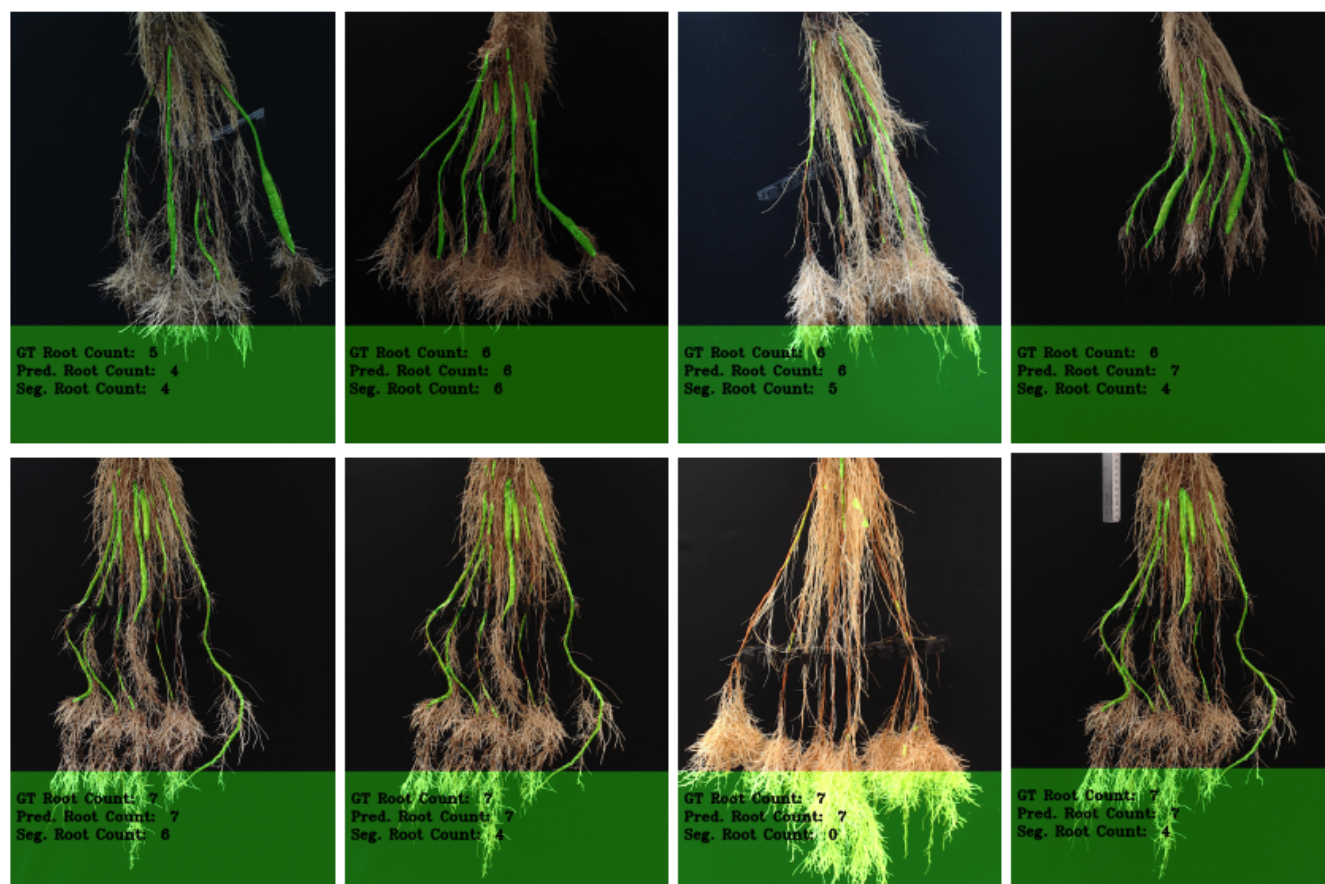 GT Root Count: 5
Pred. Root Count: 4
Seg. Root Count: 4
GT Root Count: 6
Pred. Root Count: 6
Seg. Root Count: 6
GT Root Count: 6
Pred. Root Count: 6
Seg. Root Count: 5
GT Root Count: 6
Pred. Root Count: 7
Seg. Root Count: 4
GT Root Count: 7
Pred. Root Count: 7
Seg. Root Count: 6
GT Root Count: 7
Pred. Root Count: 7
Seg. Root Count: 4
GT Root Count: 7
Pred. Root Count: 7
Seg. Root Count: 0
GT Root Count: 7
Pred. Root Count: 7
Seg. Root Count: 4